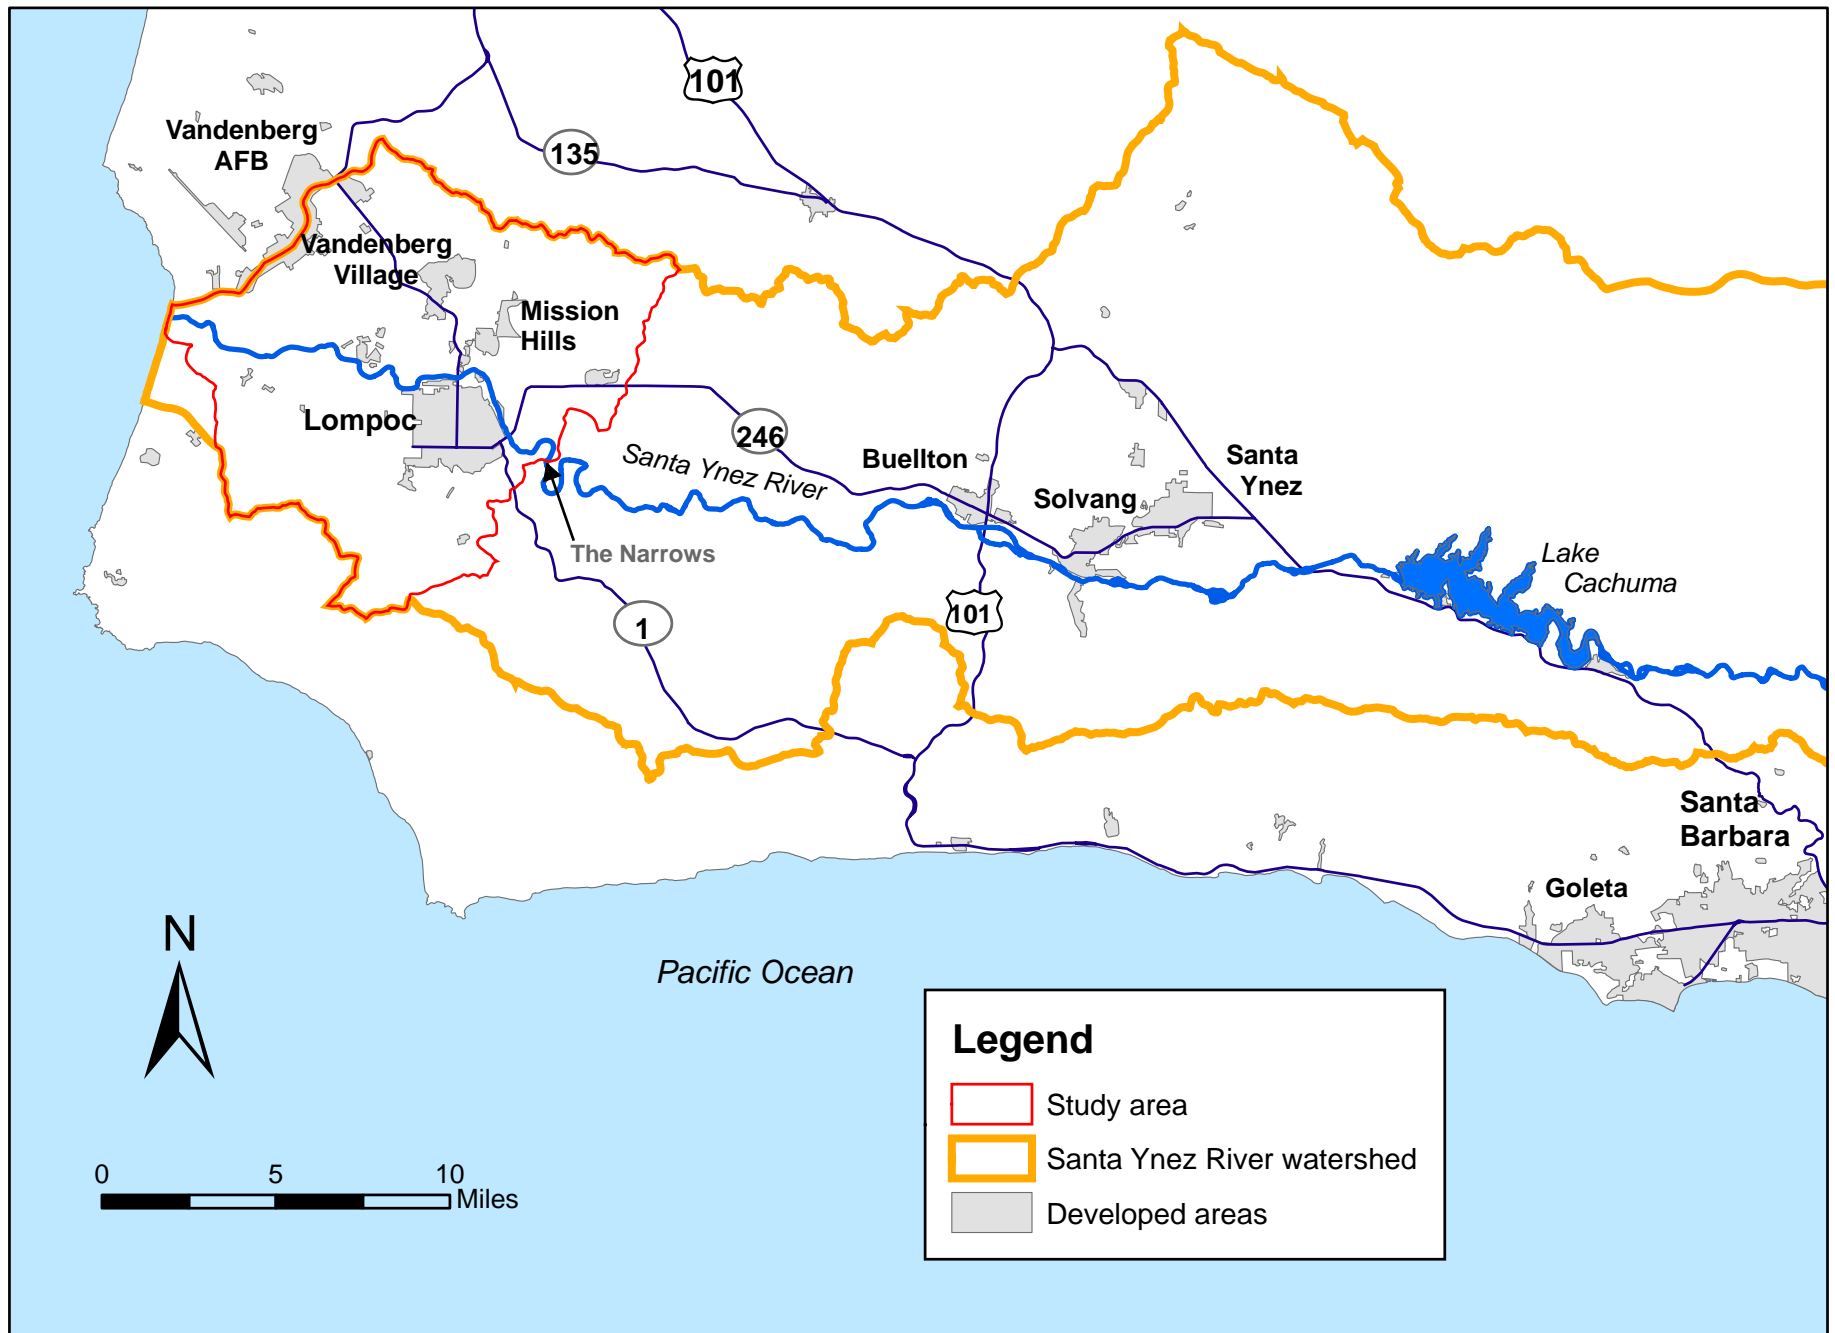 101
Vandenberg
AFB
135
Vandenberg
Village
Mission
Hills
Lompoc
246
Santa Ynez River
Buellton
Santa
Ynez
Solvang
The Narrows
Lake
Cachuma
101
1
Santa
Barbara
Goleta
N
Pacific Ocean
Legend
Study area
Santa Ynez River watershed
Developed areas
0 5 10
Miles